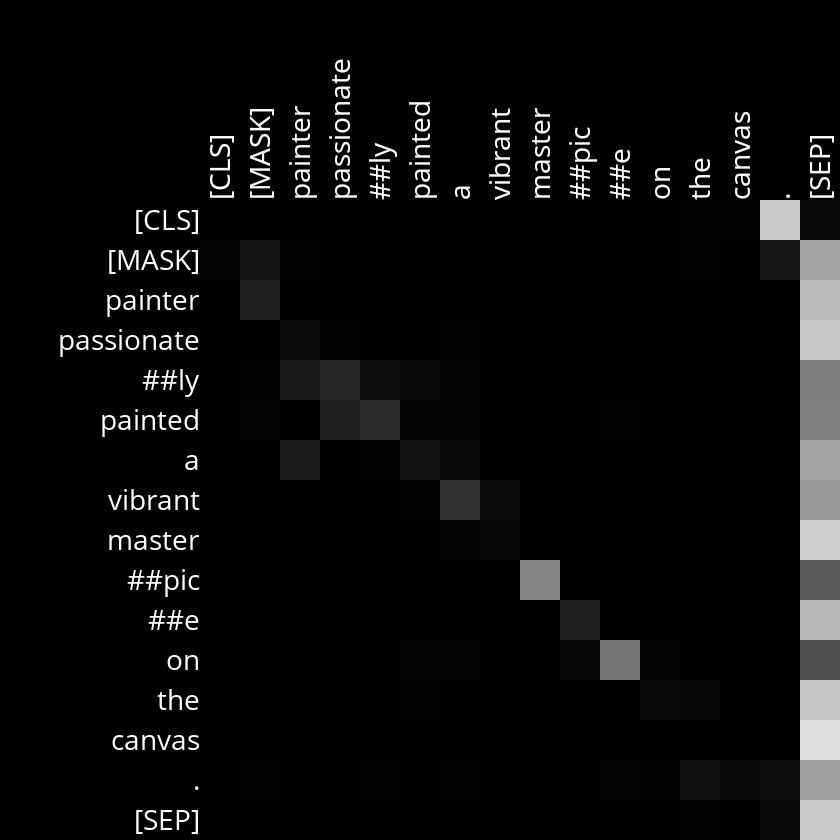 [CLS]
[MASK]
painter
passionate
##ly
painted
a
vibrant
master
##pic
##e
on
the
canvas
.
[SEP]
[CLS]
[MASK]
painter
passionate
##ly
painted
a
vibrant
master
##pic
##e
on
the
canvas
.
[SEP]